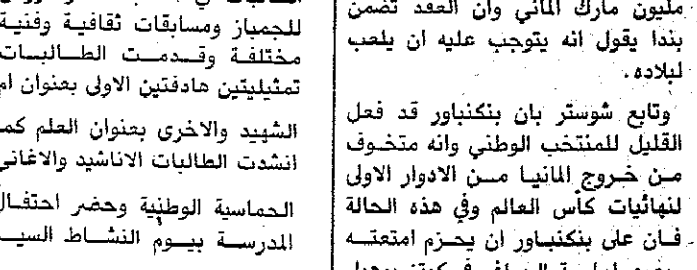 مليون مارك الماني وان العقد تضمن
بندا يقول انه يتوجب عليه ان يلعب
لبلاده.
وتابع شوستر بان بنكنباور قد فعل
القليل للمنتخب الوطني وانه متخوف
من خروج المانيا من الادوار الاولى
لنهائيات كأس العالم وفي هذه الحالة
فان على بنكنباور ان يحزم امتعته
للجمباز ومسابقات ثقافية وفنية
مختلفة وقدمت الطالبات
تمثيليتين هادفتين الاولى بعنوان ام
الشهيد والاخرى بعنوان العلم كما
انشدت الطالبات الاناشيد والاغاني
الحماسية الوطنية وحضر احتفال
المدرسة بيوم النشاط السيد